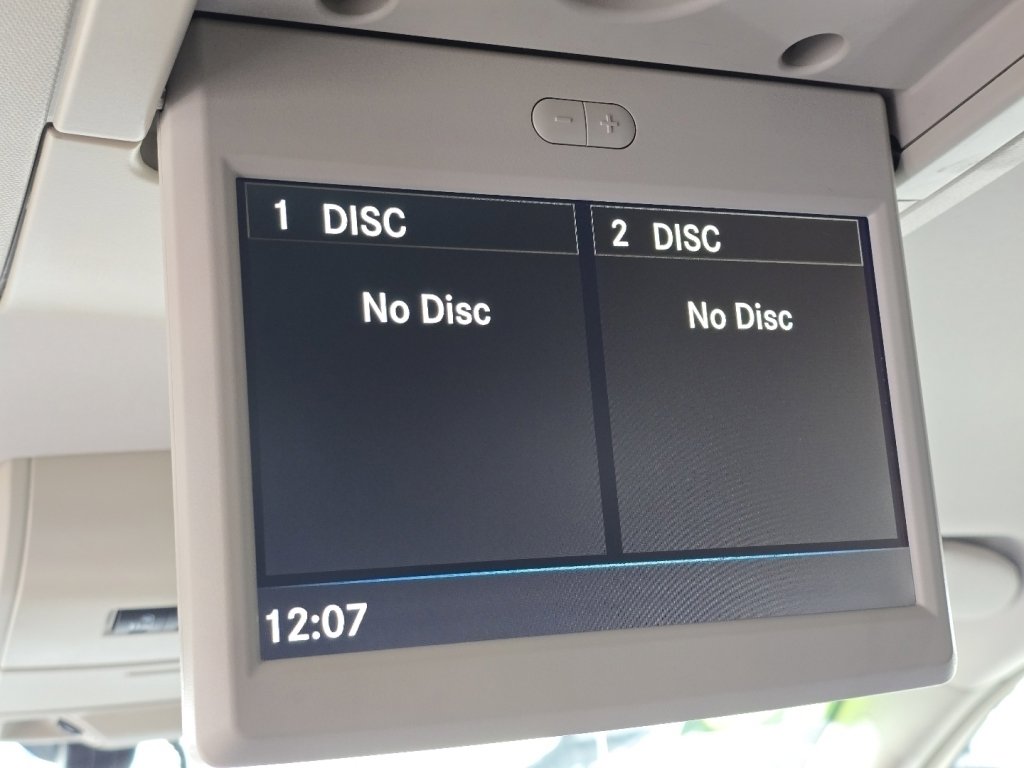 - +
1 DISC
No Disc
2 DISC
No Disc
12:07